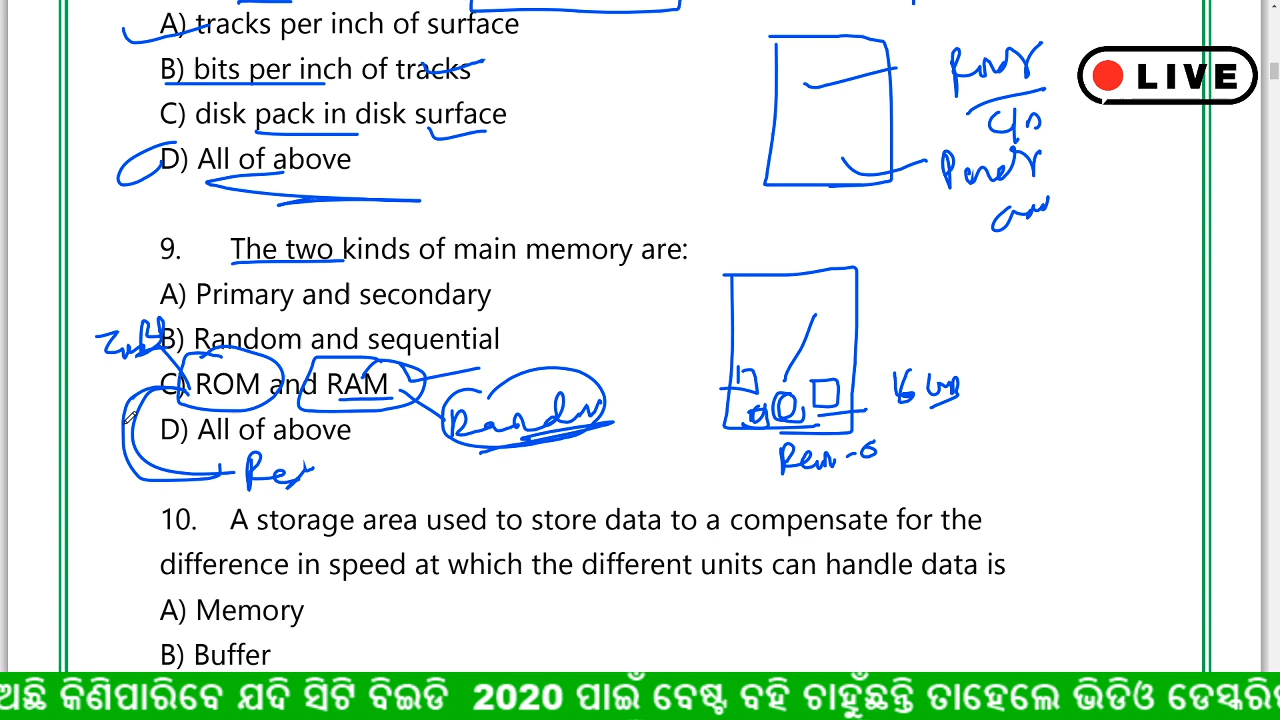 A) tracks per inch of surface
B) bits per inch of tracks
C) disk pack in disk surface
D) All of above
LIVE
9. The two kinds of main memory are:
A) Primary and secondary
B) Random and sequential
C) ROM and RAM
D) All of above
10. A storage area used to store data to a compensate for the
difference in speed at which the different units can handle data is
A) Memory
B) Buffer
ଅଛି କିଣିପାରିବେ ଯଦି ସିଟି ବିଇଡି 2020 ପାଇଁ ବେଷ୍ଟ ବହି ଚାହୁଁଛନ୍ତି ତାହେଲେ ଭିଡିଓ ଡେସ୍କରି